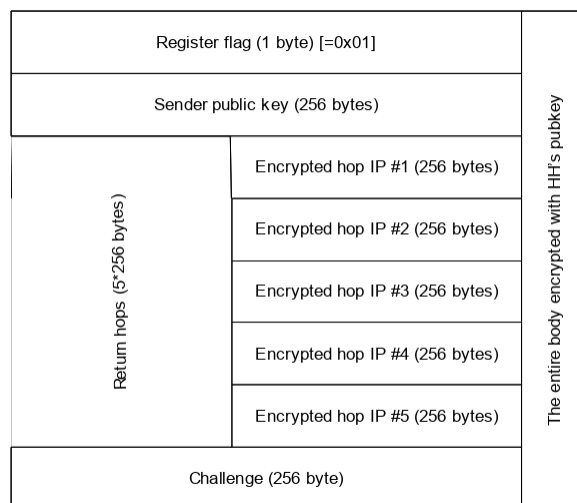 Register flag (1 byte) [=0x01]
Sender public key (256 bytes)
Return hops (5*256 bytes)
Encrypted hop IP #1 (256 bytes)
Encrypted hop IP #2 (256 bytes)
Encrypted hop IP #3 (256 bytes)
Encrypted hop IP #4 (256 bytes)
Encrypted hop IP #5 (256 bytes)
Challenge (256 byte)
The entire body encrypted with HH's pubkey